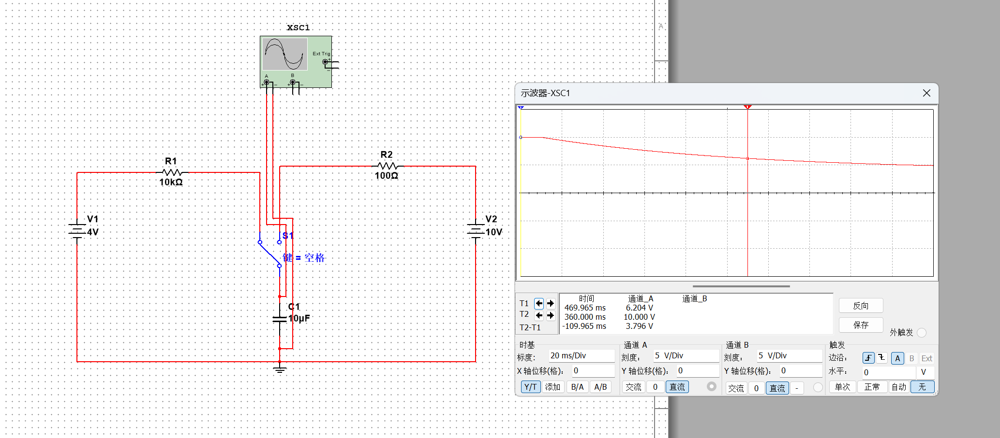 XSC1
A
Ext Trig
+
−
A
B
+
−
+
−
R1
10kΩ
R2
100Ω
V1
4V
V2
10V
S1
键 = 空格
C1
10μF
示波器-XSC1
时间 通道_A 通道_B
T1 469.965 ms 6.204 V
T2 360.000 ms 10.000 V
T2-T1 -109.965 ms 3.796 V
反向
保存
外触发
时基
标度: 20 ms/Div
X 轴位移(格): 0
Y/T 添加 B/A A/B
通道 A
刻度: 5 V/Div
Y 轴位移(格): 0
交流 0 直流
通道 B
刻度: 5 V/Div
Y 轴位移(格): 0
交流 0 直流 -
触发
边沿: A B Ext
水平: 0 V
单次 正常 自动 无